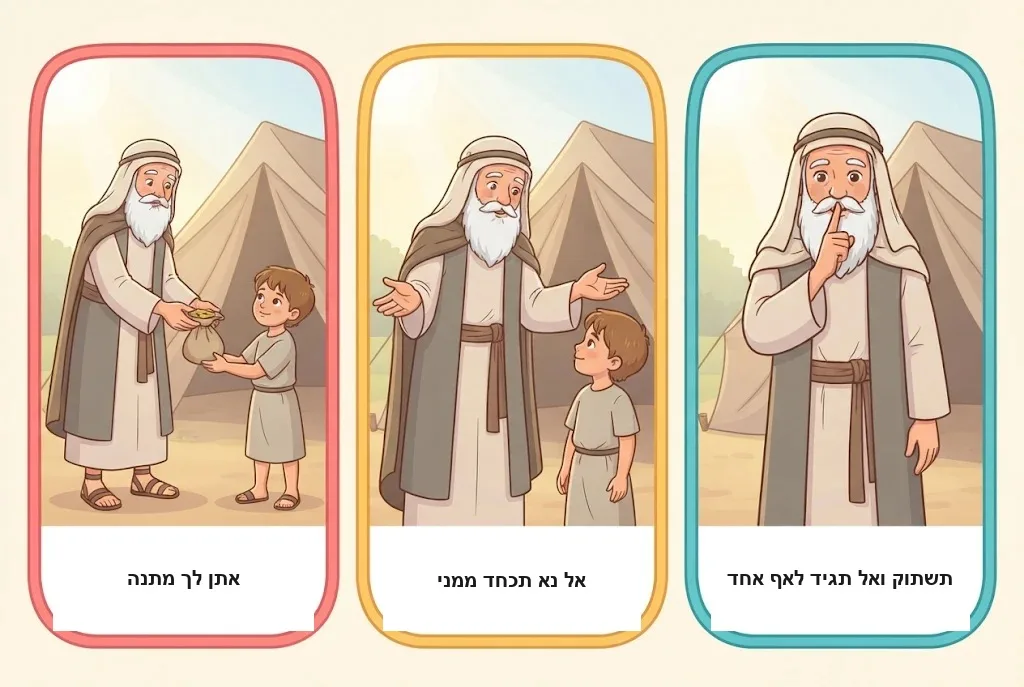 תשתוק ואל תגיד לאף אחד
אל נא תכחד ממני
אתן לך מתנה